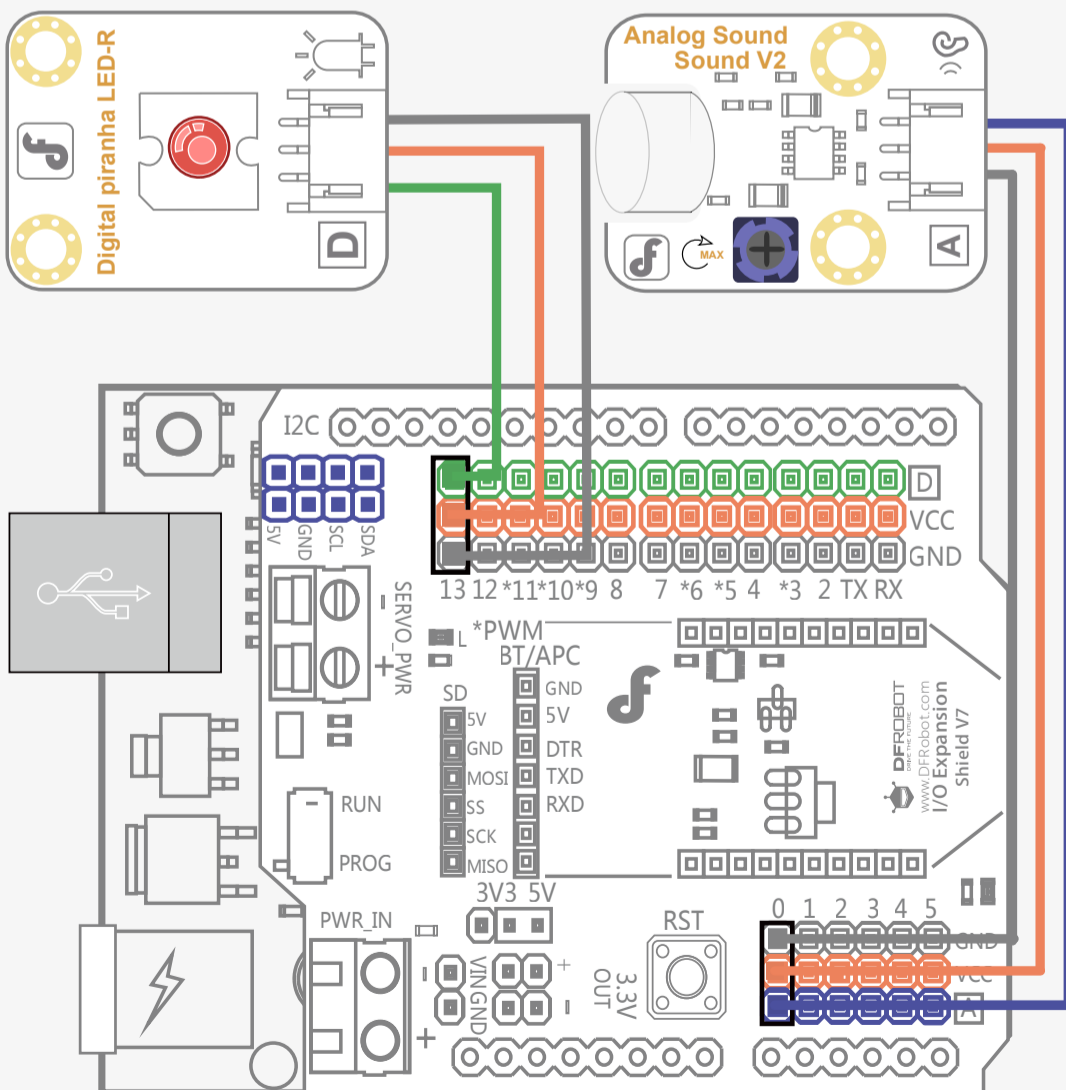 Digital piranha LED-R
D
Analog Sound
Sound V2
MAX
A
I2C
5V
GND
SCL
SDA
D
VCC
GND
13 12 *11 *10 *9 8 7 *6 *5 4 *3 2 TX RX
SERVO_PWR
- +
L
*PWM
BT/APC
GND
5V
DTR
TXD
RXD
SD
5V
GND
MOSI
SS
SCK
MISO
DFROBOT
DRIVE THE FUTURE
www.DFRobot.com
I/O Expansion
Shield V7
RUN
PROG
3V3 5V
PWR_IN
- +
VIN
GND
+
-
3.3V
OUT
RST
0 1 2 3 4 5
GND
VCC
A